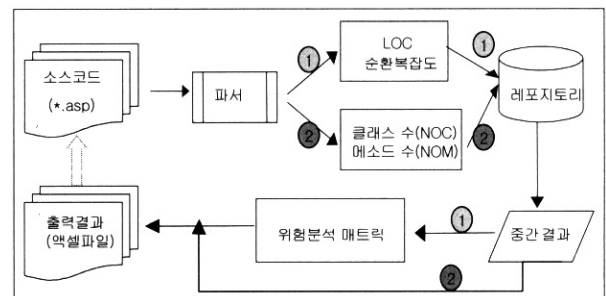 소스코드
(*.asp)
파서
1
2
LOC
순환복잡도
클래스 수(NOC)
메소드 수(NOM)
1
2
레포지토리
출력결과
(액셀파일)
위험분석 매트릭
1
2
중간 결과